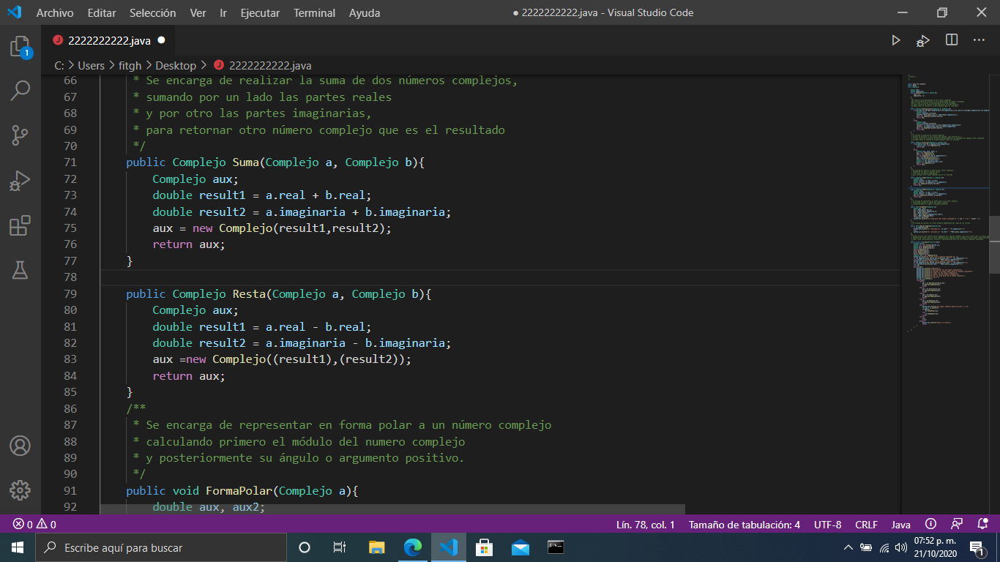 Archivo Editar Selección Ver Ir Ejecutar Terminal Ayuda ● 2222222222.java - Visual Studio Code
2222222222.java ●
C: > Users > fitgh > Desktop > 2222222222.java
66 * Se encarga de realizar la suma de dos números complejos,
67 * sumando por un lado las partes reales
68 * y por otro las partes imaginarias,
69 * para retornar otro número complejo que es el resultado
70 */
71 public Complejo Suma(Complejo a, Complejo b){
72 Complejo aux;
73 double result1 = a.real + b.real;
74 double result2 = a.imaginaria + b.imaginaria;
75 aux = new Complejo(result1,result2);
76 return aux;
77 }
78
79 public Complejo Resta(Complejo a, Complejo b){
80 Complejo aux;
81 double result1 = a.real - b.real;
82 double result2 = a.imaginaria - b.imaginaria;
83 aux =new Complejo((result1),(result2));
84 return aux;
85 }
86 /**
87 * Se encarga de representar en forma polar a un número complejo
88 * calculando primero el módulo del numero complejo
89 * y posteriormente su ángulo o argumento positivo.
90 */
91 public void FormaPolar(Complejo a){
92 double aux, aux2;
1
0 0 Lín. 78, col. 1 Tamaño de tabulación: 4 UTF-8 CRLF Java
Escribe aquí para buscar
07:52 p. m.
21/10/2020
1